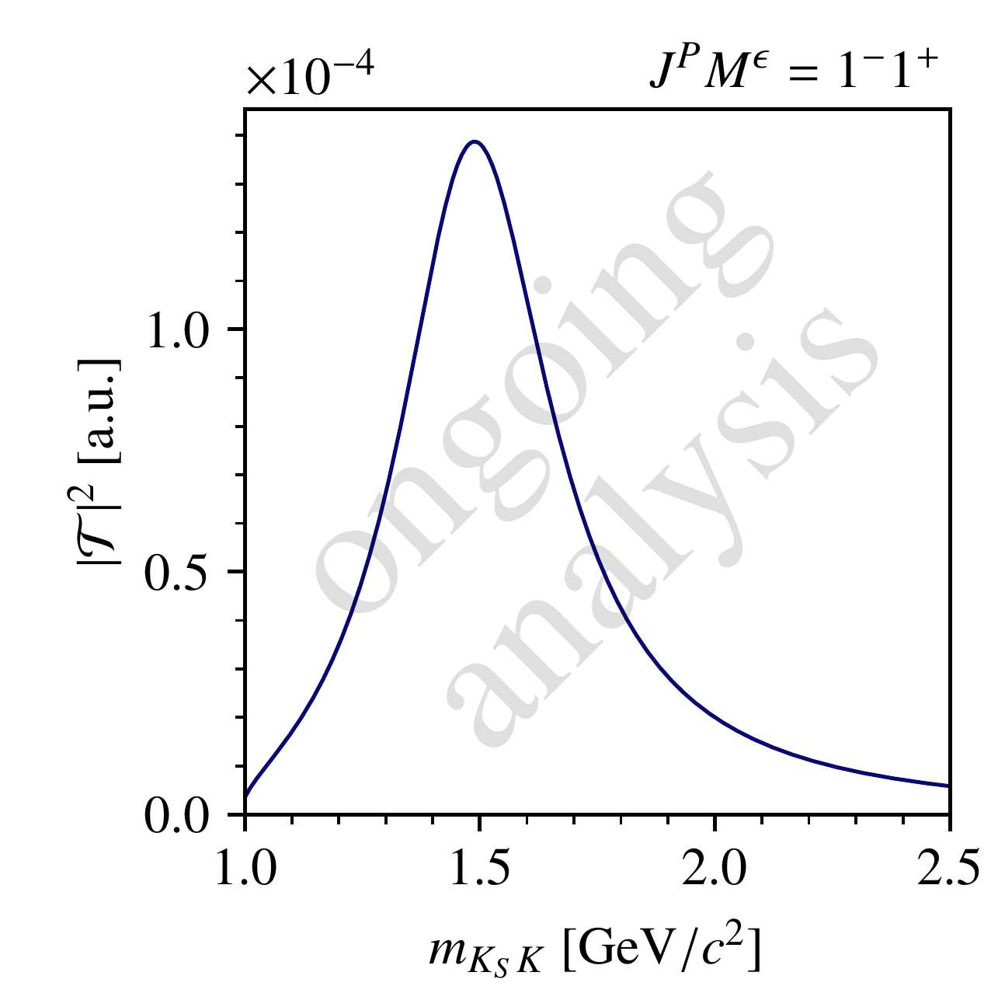 ×10⁻⁴
J^P M^ϵ = 1⁻1⁺
1.0
0.5
0.0
|𝒯|² [a.u.]
1.0 1.5 2.0 2.5
m_{K_S K} [GeV/c²]
ongoing
analysis